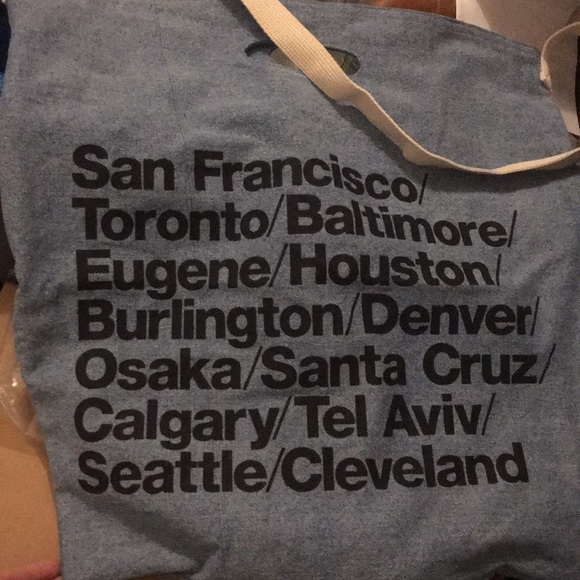 San Francisco/
Toronto/Baltimore/
Eugene/Houston/
Burlington/Denver/
Osaka/Santa Cruz/
Calgary/Tel Aviv/
Seattle/Cleveland